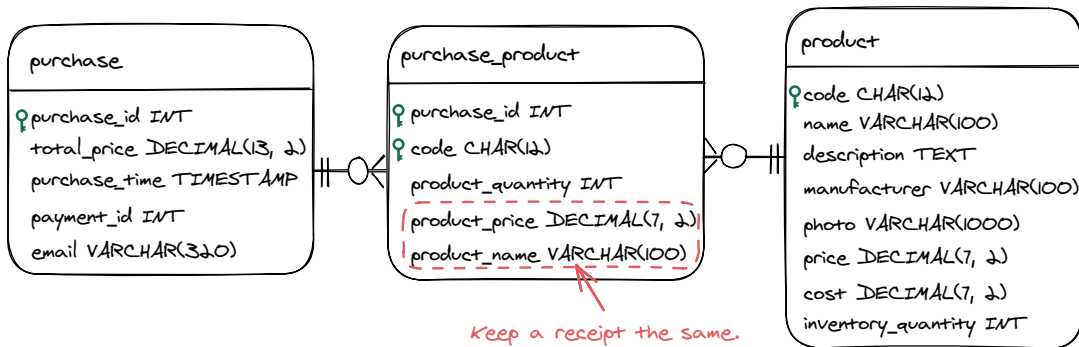 purchase
purchase_id INT
total_price DECIMAL(13, 2)
purchase_time TIMESTAMP
payment_id INT
email VARCHAR(320)
purchase_product
purchase_id INT
code CHAR(12)
product_quantity INT
product_price DECIMAL(7, 2)
product_name VARCHAR(100)
Keep a receipt the same.
product
code CHAR(12)
name VARCHAR(100)
description TEXT
manufacturer VARCHAR(100)
photo VARCHAR(1000)
price DECIMAL(7, 2)
cost DECIMAL(7, 2)
inventory_quantity INT